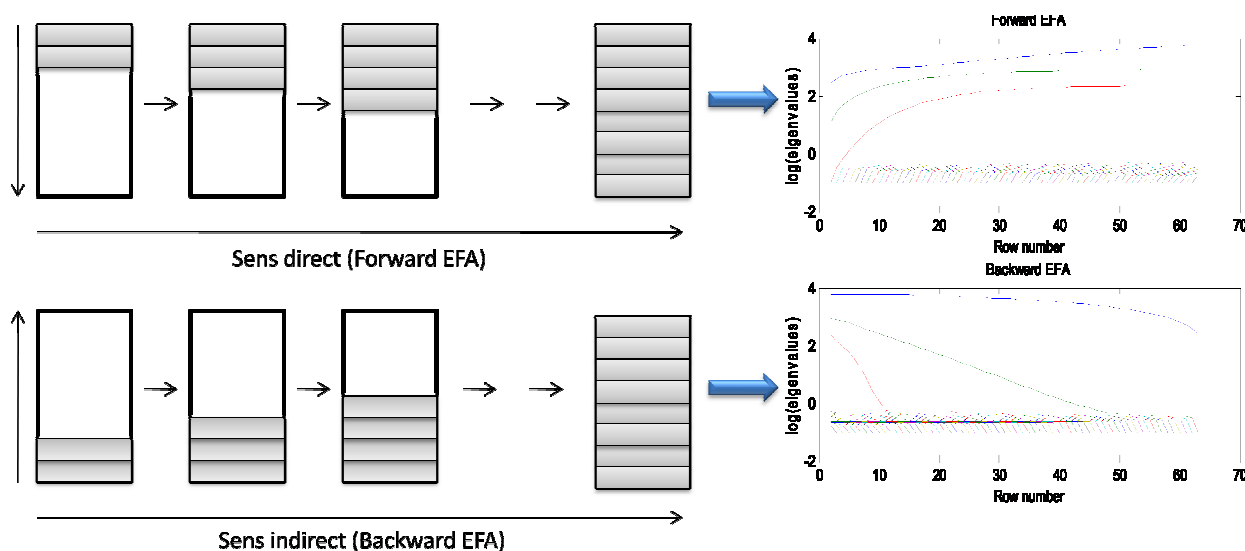 Forward EFA
log(eigenvalues)
4
2
0
-2
0 10 20 30 40 50 60 70
Row number
Sens direct (Forward EFA)
Backward EFA
log(eigenvalues)
4
2
0
-2
0 10 20 30 40 50 60 70
Row number
Sens indirect (Backward EFA)